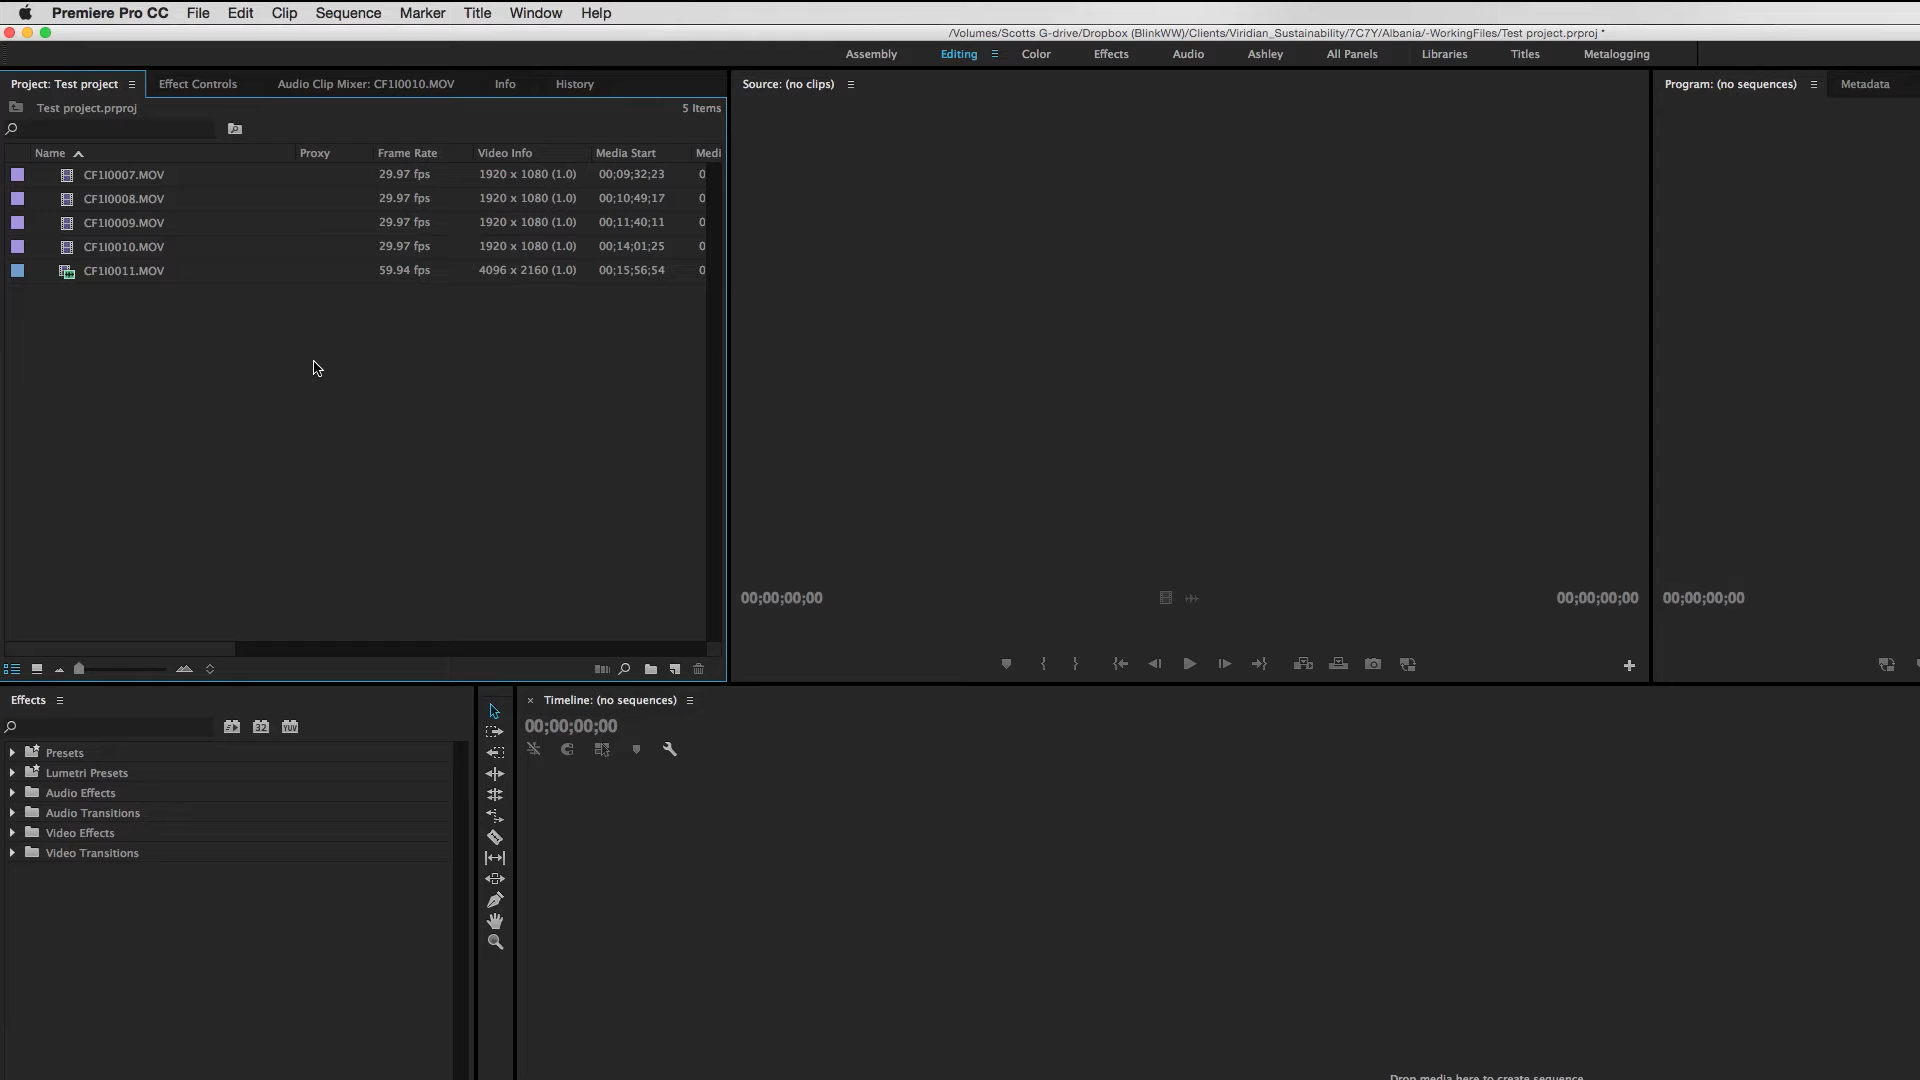 Premiere Pro CC File Edit Clip Sequence Marker Title Window Help
/Volumes/Scotts G-drive/Dropbox (BlinkWW)/Clients/Viridian_Sustainability/7C7Y/Albania/-WorkingFiles/Test project.prproj *
Assembly Editing Color Effects Audio Ashley All Panels Libraries Titles Metalogging
Project: Test project Effect Controls Audio Clip Mixer: CF1I0010.MOV Info History Source: (no clips) Program: (no sequences) Metadata
Test project.prproj 5 Items
Name Proxy Frame Rate Video Info Media Start Medi
CF1I0007.MOV 29.97 fps 1920 x 1080 (1.0) 00;09;32;23 0
CF1I0008.MOV 29.97 fps 1920 x 1080 (1.0) 00;10;49;17 0
CF1I0009.MOV 29.97 fps 1920 x 1080 (1.0) 00;11;40;11 0
CF1I0010.MOV 29.97 fps 1920 x 1080 (1.0) 00;14;01;25 0
CF1I0011.MOV 59.94 fps 4096 x 2160 (1.0) 00;15;56;54 0
00;00;00;00 00;00;00;00 00;00;00;00
Effects Timeline: (no sequences)
00;00;00;00
32 YUV
Presets
Lumetri Presets
Audio Effects
Audio Transitions
Video Effects
Video Transitions
Drop media here to create sequence.